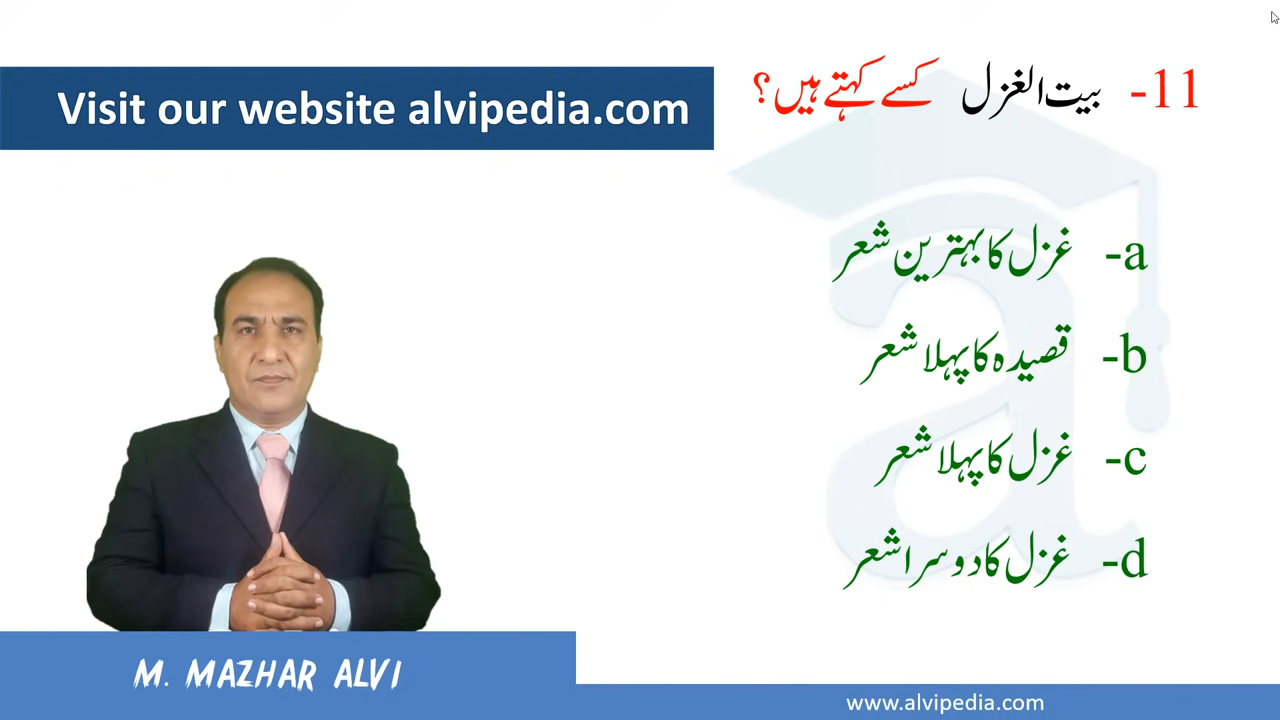 Visit our website alvipedia.com
11- بیت الغزل کسے کہتے ہیں؟
a- غزل کا بہترین شعر
b- قصیدہ کا پہلا شعر
c- غزل کا پہلا شعر
d- غزل کا دوسرا شعر
M. MAZHAR ALVI
www.alvipedia.com